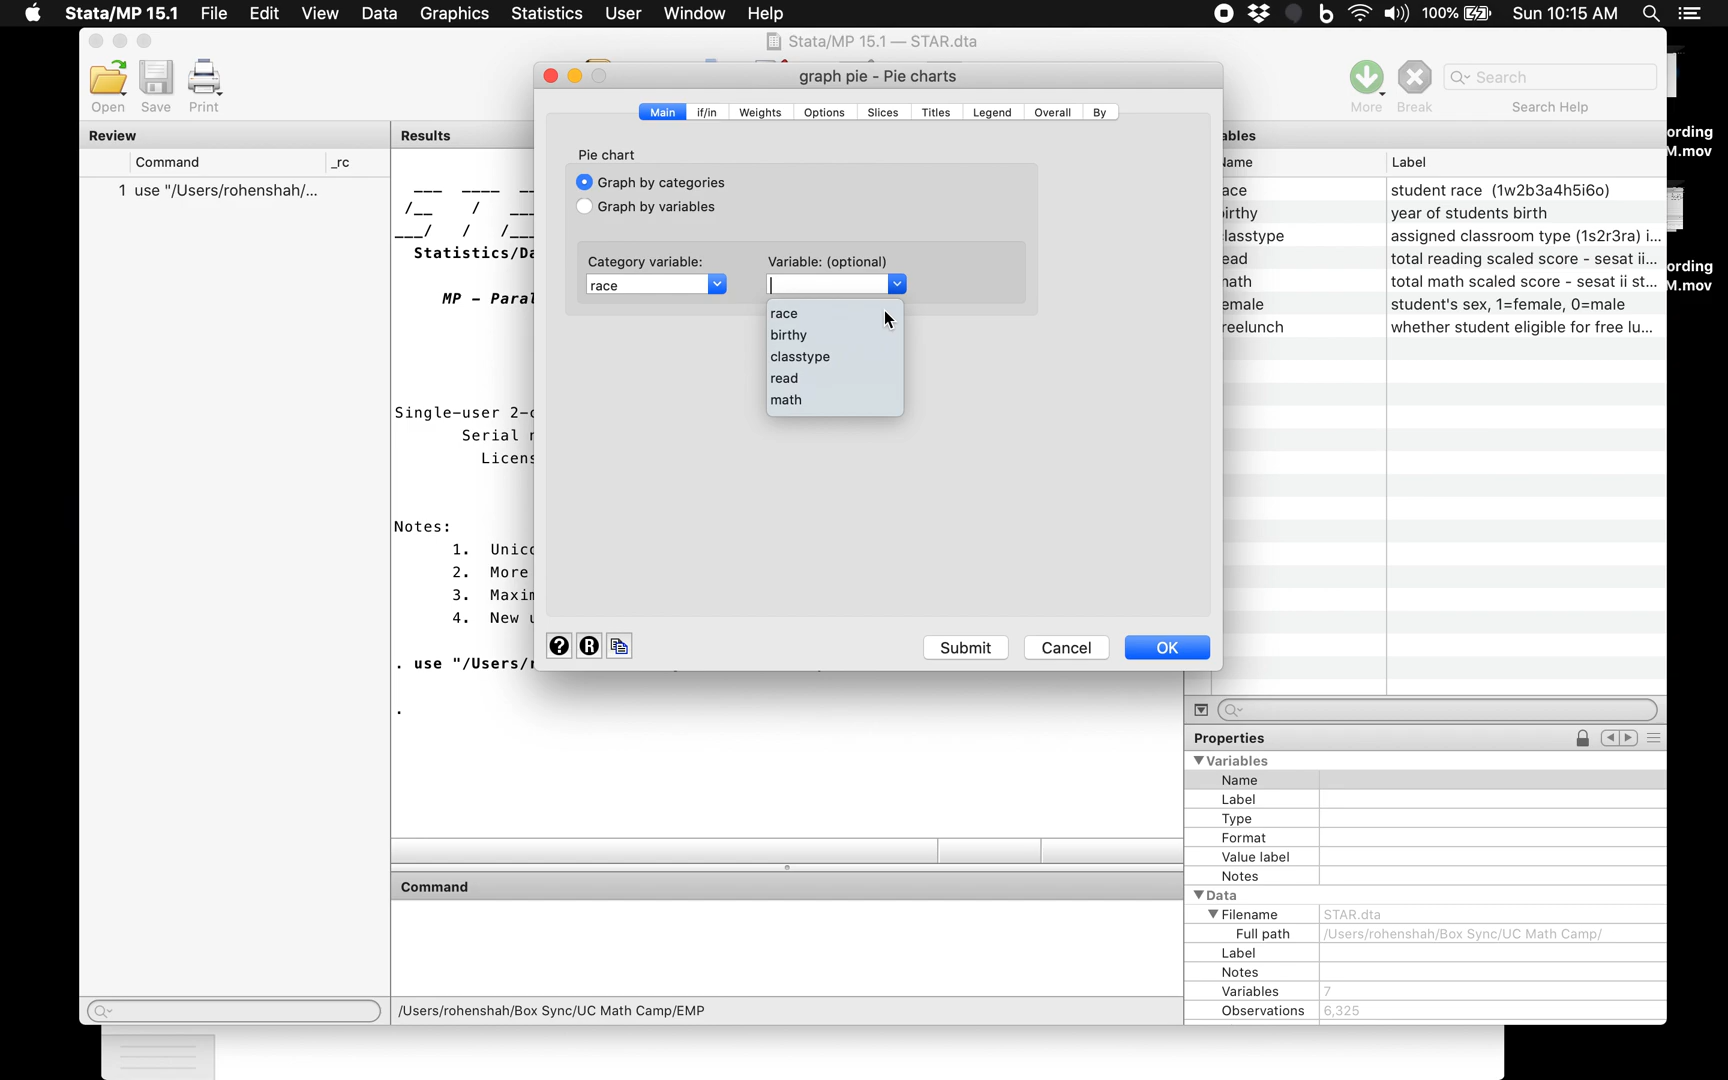 Stata/MP 15.1 File Edit View Data Graphics Statistics User Window Help 100% Sun 10:15 AM
Stata/MP 15.1 — STAR.dta
Open Save Print
graph pie - Pie charts
More Break Search
Search Help
Review
Results
Command _rc
1 use "/Users/rohenshah/...
Statistics/Da
MP - Paral
Single-user 2-c
Serial n
Licens
Notes:
1. Unico
2. More
3. Maxim
4. New u
. use "/Users/r
.
Main if/in Weights Options Slices Titles Legend Overall By
Pie chart
Graph by categories
Graph by variables
Category variable: Variable: (optional)
race
race
birthy
classtype
read
math
Submit Cancel OK
ables
Name Label
ace student race (1w2b3a4h5i6o)
irthy year of students birth
lasstype assigned classroom type (1s2r3ra) i...
ead total reading scaled score - sesat ii...
ath total math scaled score - sesat ii st...
emale student's sex, 1=female, 0=male
reelunch whether student eligible for free lu...
ording
M.mov
ording
M.mov
Properties
Variables
Name
Label
Type
Format
Value label
Notes
Data
Filename STAR.dta
Full path /Users/rohenshah/Box Sync/UC Math Camp/
Label
Notes
Variables 7
Observations 6,325
Command
/Users/rohenshah/Box Sync/UC Math Camp/EMP